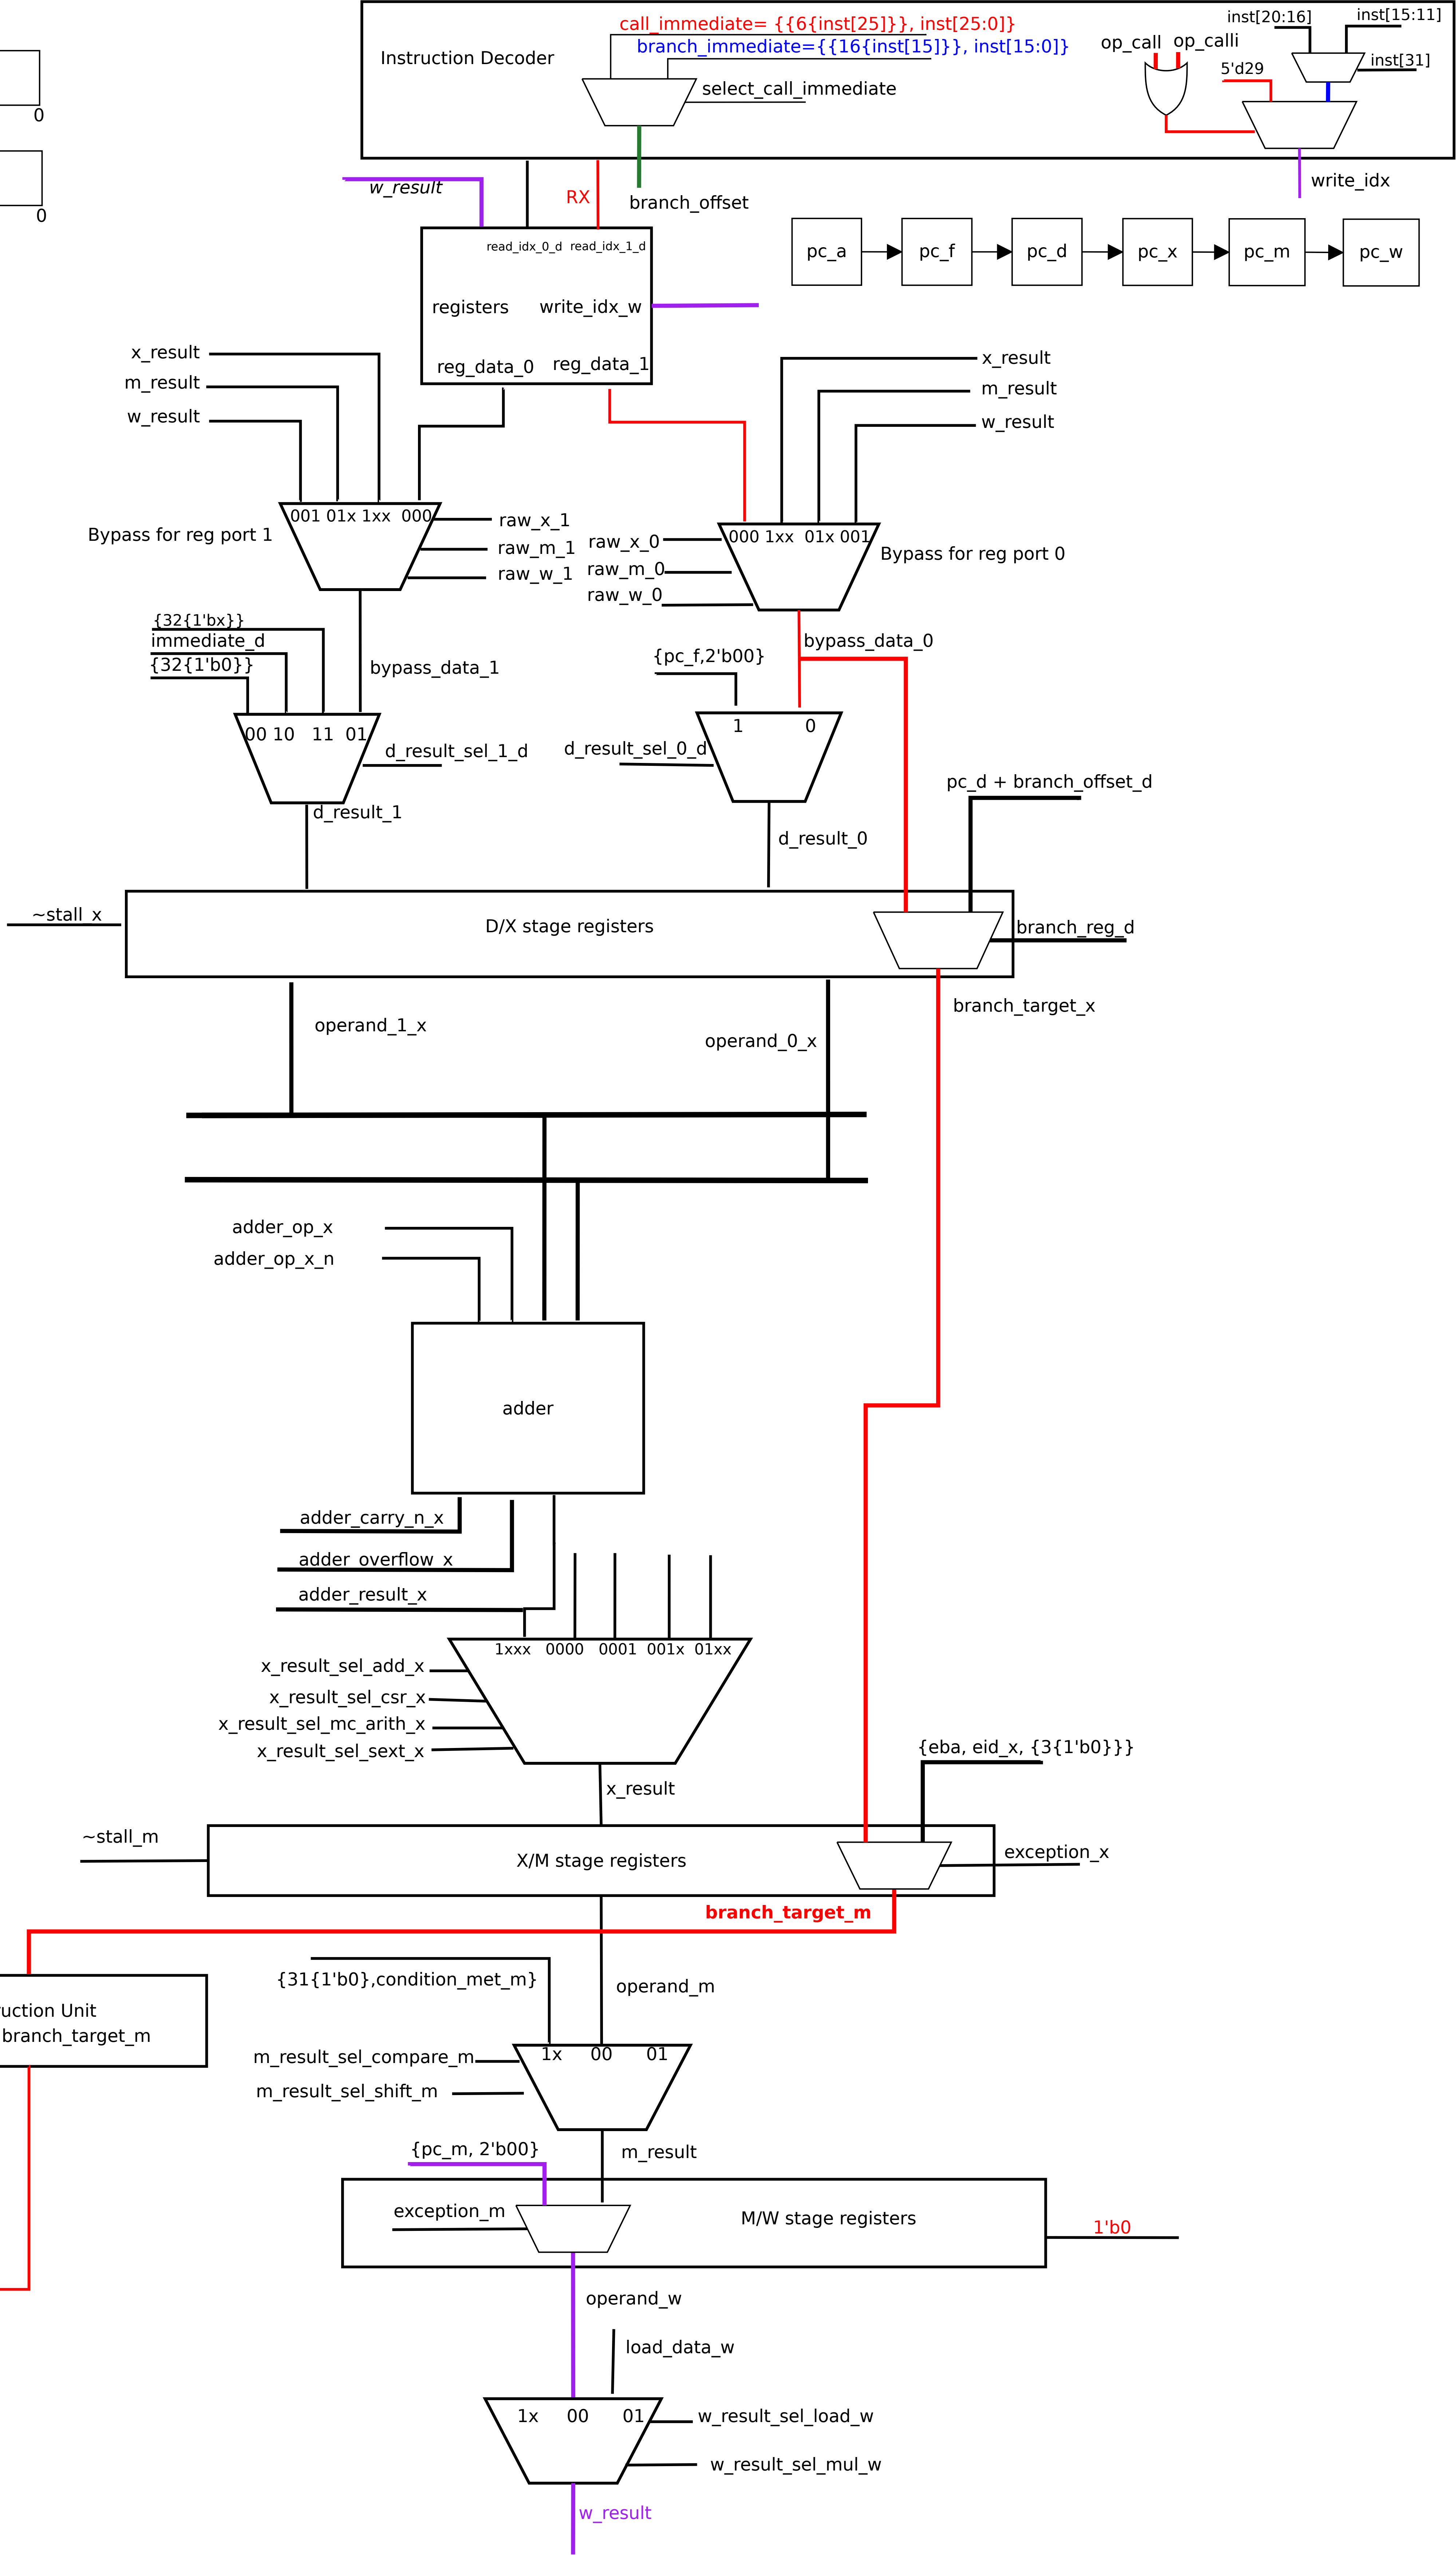 call_immediate= {{6{inst[25]}}, inst[25:0]}
branch_immediate={{16{inst[15]}}, inst[15:0]}
Instruction Decoder
select_call_immediate
inst[20:16]
inst[15:11]
op_call
op_calli
5'd29
inst[31]
0
0
w_result
RX
branch_offset
write_idx
read_idx_0_d
read_idx_1_d
registers
write_idx_w
reg_data_0
reg_data_1
pc_a
pc_f
pc_d
pc_x
pc_m
pc_w
x_result
m_result
w_result
x_result
m_result
w_result
001 01x 1xx 000
Bypass for reg port 1
raw_x_1
raw_m_1
raw_w_1
raw_x_0
raw_m_0
raw_w_0
000 1xx 01x 001
Bypass for reg port 0
{32{1'bx}}
immediate_d
{32{1'b0}}
bypass_data_1
bypass_data_0
{pc_f,2'b00}
00 10 11 01
d_result_sel_1_d
d_result_sel_0_d
1 0
d_result_1
d_result_0
pc_d + branch_offset_d
~stall_x
D/X stage registers
branch_reg_d
branch_target_x
operand_1_x
operand_0_x
adder_op_x
adder_op_x_n
adder
adder_carry_n_x
adder_overflow_x
adder_result_x
1xxx 0000 0001 001x 01xx
x_result_sel_add_x
x_result_sel_csr_x
x_result_sel_mc_arith_x
x_result_sel_sext_x
x_result
{eba, eid_x, {3{1'b0}}}
~stall_m
X/M stage registers
exception_x
branch_target_m
{31{1'b0},condition_met_m}
operand_m
uction Unit
branch_target_m
m_result_sel_compare_m
m_result_sel_shift_m
1x 00 01
{pc_m, 2'b00}
m_result
exception_m
M/W stage registers
1'b0
operand_w
load_data_w
1x 00 01
w_result_sel_load_w
w_result_sel_mul_w
w_result